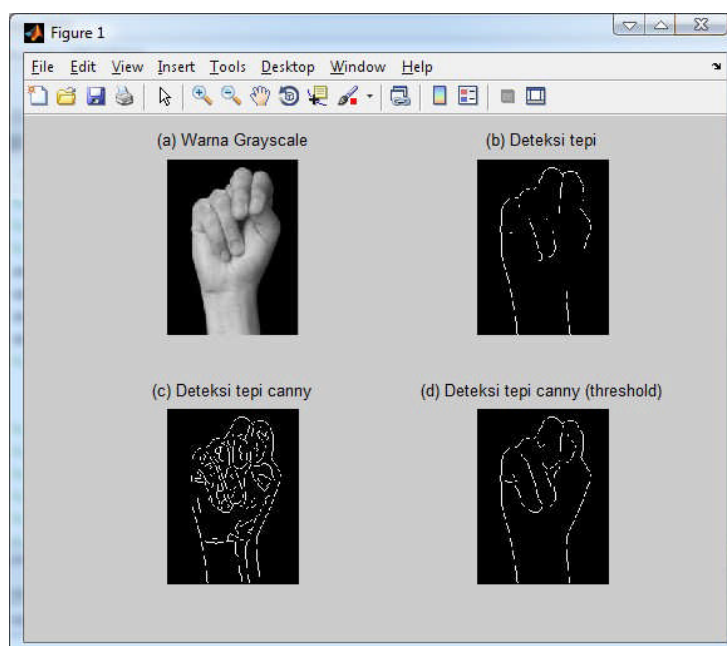 Figure 1
File Edit View Insert Tools Desktop Window Help
(a) Warna Grayscale
(b) Deteksi tepi
(c) Deteksi tepi canny
(d) Deteksi tepi canny (threshold)